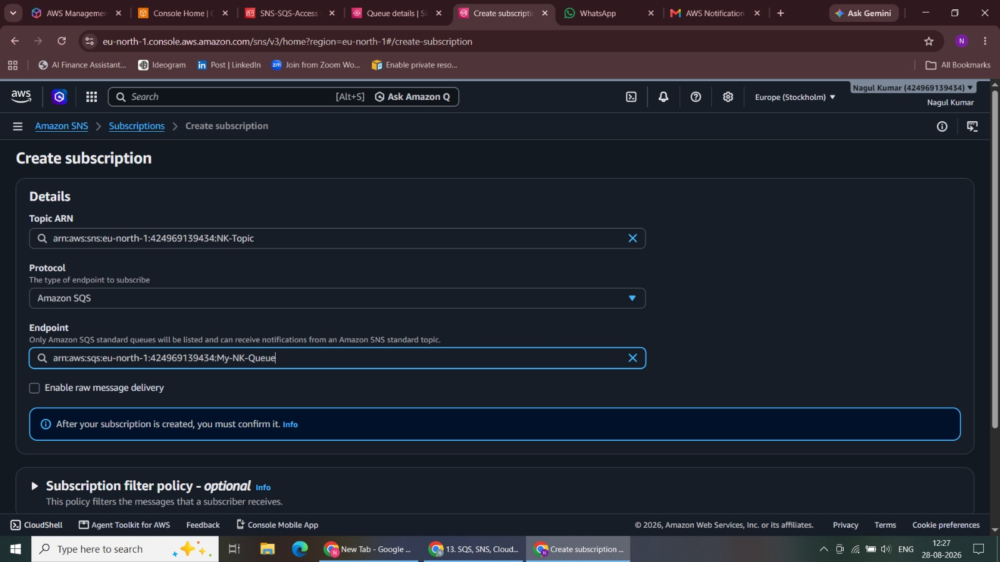 AWS Managemen
Console Home | C
SNS-SQS-Access
Queue details | Si
Create subscriptio
WhatsApp
AWS Notification
Ask Gemini
eu-north-1.console.aws.amazon.com/sns/v3/home?region=eu-north-1#/create-subscription
N
AI Finance Assistant...
Ideogram
Post | LinkedIn
Join from Zoom Wo...
Enable private reso...
All Bookmarks
aws
Search
[Alt+S]
Ask Amazon Q
Europe (Stockholm)
Nagul Kumar (424969139434)
Nagul Kumar
Amazon SNS
Subscriptions
Create subscription
Create subscription
Details
Topic ARN
arn:aws:sns:eu-north-1:424969139434:NK-Topic
Protocol
The type of endpoint to subscribe
Amazon SQS
Endpoint
Only Amazon SQS standard queues will be listed and can receive notifications from an Amazon SNS standard topic.
arn:aws:sqs:eu-north-1:424969139434:My-NK-Queue
Enable raw message delivery
After your subscription is created, you must confirm it. Info
Subscription filter policy - optional Info
This policy filters the messages that a subscriber receives.
CloudShell
Agent Toolkit for AWS
Feedback
Console Mobile App
© 2026, Amazon Web Services, Inc. or its affiliates.
Privacy
Terms
Cookie preferences
Type here to search
New Tab - Google ...
13. SQS, SNS, Cloud...
Create subscription ...
ENG
12:27
28-08-2026